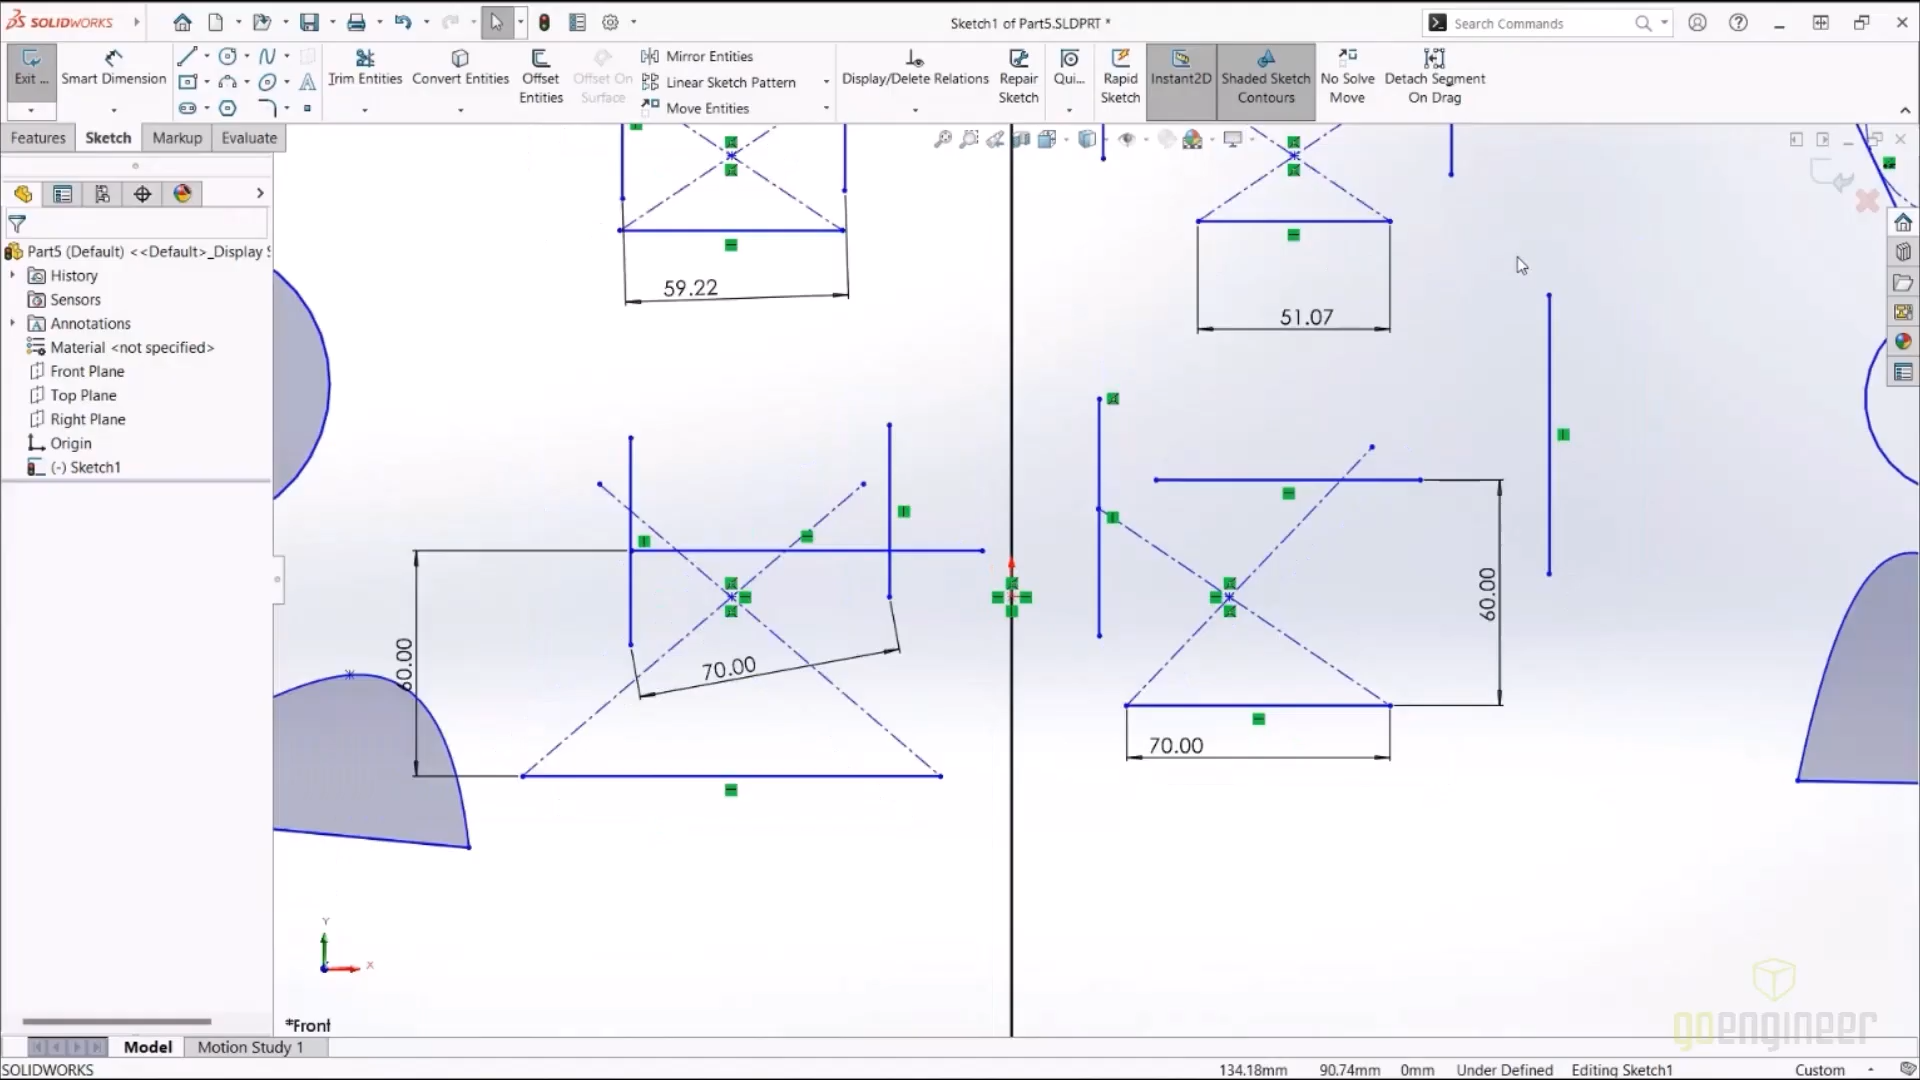 SOLIDWORKS
Sketch1 of Part5.SLDPRT *
Search Commands
Exit ...
Smart Dimension
Trim Entities
Convert Entities
Offset Entities
Offset On Surface
Mirror Entities
Linear Sketch Pattern
Move Entities
Display/Delete Relations
Repair Sketch
Qui...
Rapid Sketch
Instant2D
Shaded Sketch Contours
No Solve Move
Detach Segment On Drag
Features
Sketch
Markup
Evaluate
Part5 (Default) <<Default>_Display S
History
Sensors
Annotations
Material <not specified>
Front Plane
Top Plane
Right Plane
Origin
(-) Sketch1
59.22
51.07
60.00
70.00
60.00
70.00
Y
X
*Front
goengineer
Model
Motion Study 1
SOLIDWORKS
134.18mm
90.74mm
0mm
Under Defined
Editing Sketch1
Custom